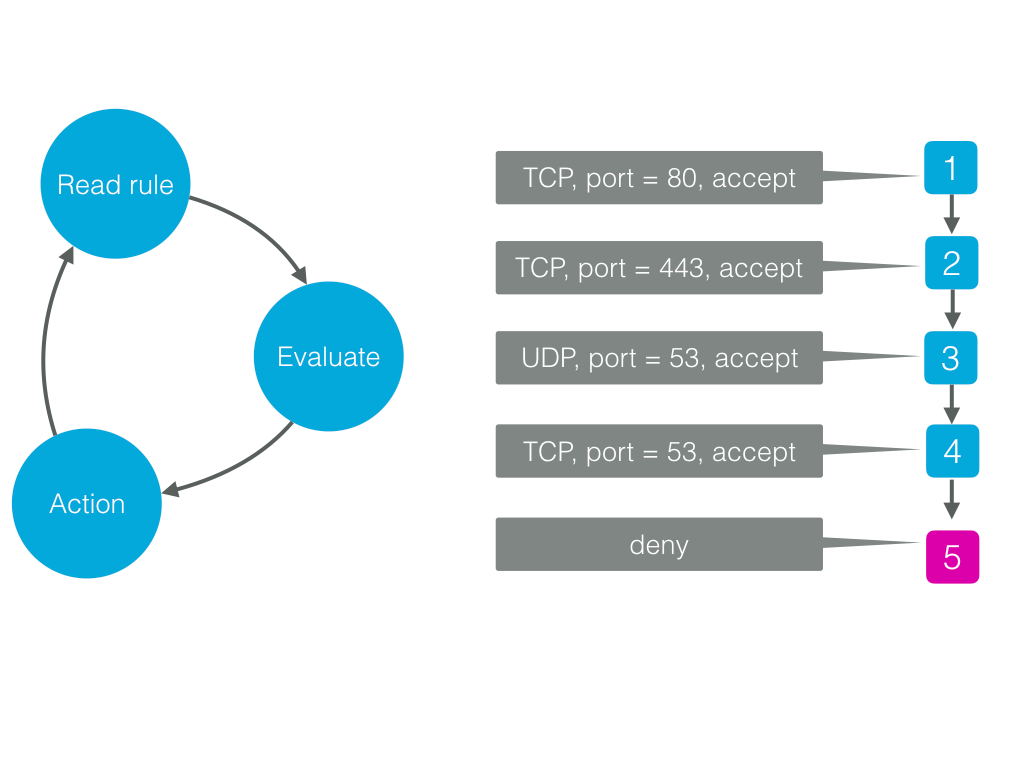 Read rule
Evaluate
Action
TCP, port = 80, accept
1
TCP, port = 443, accept
2
UDP, port = 53, accept
3
TCP, port = 53, accept
4
deny
5